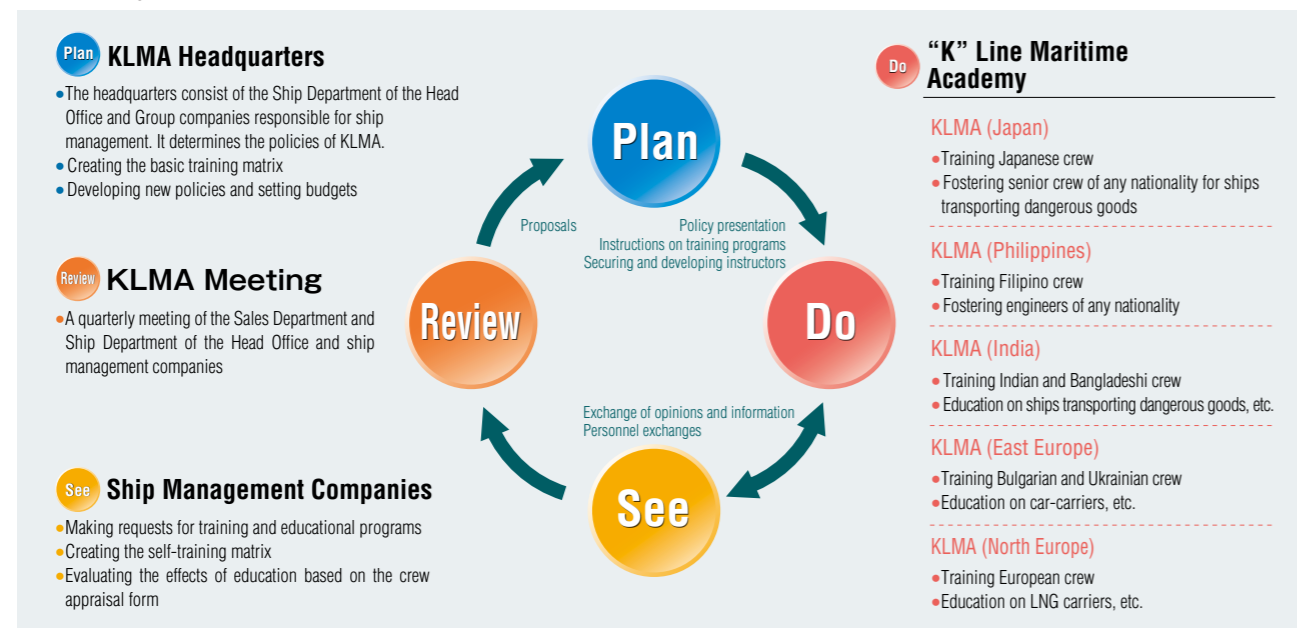 Plan KLMA Headquarters
●The headquarters consist of the Ship Department of the Head
Office and Group companies responsible for ship
management. It determines the policies of KLMA.
● Creating the basic training matrix
● Developing new policies and setting budgets
Review KLMA Meeting
●A quarterly meeting of the Sales Department and
Ship Department of the Head Office and ship
management companies
See Ship Management Companies
●Making requests for training and educational programs
●Creating the self-training matrix
●Evaluating the effects of education based on the crew
appraisal form
Plan
Proposals
Policy presentation
Instructions on training programs
Securing and developing instructors
Review
Do
Exchange of opinions and information
Personnel exchanges
See
Do “K” Line Maritime
Academy
KLMA (Japan)
●Training Japanese crew
●Fostering senior crew of any nationality for ships
transporting dangerous goods
KLMA (Philippines)
●Training Filipino crew
●Fostering engineers of any nationality
KLMA (India)
● Training Indian and Bangladeshi crew
● Education on ships transporting dangerous goods, etc.
KLMA (East Europe)
●Training Bulgarian and Ukrainian crew
●Education on car-carriers, etc.
KLMA (North Europe)
●Training European crew
●Education on LNG carriers, etc.